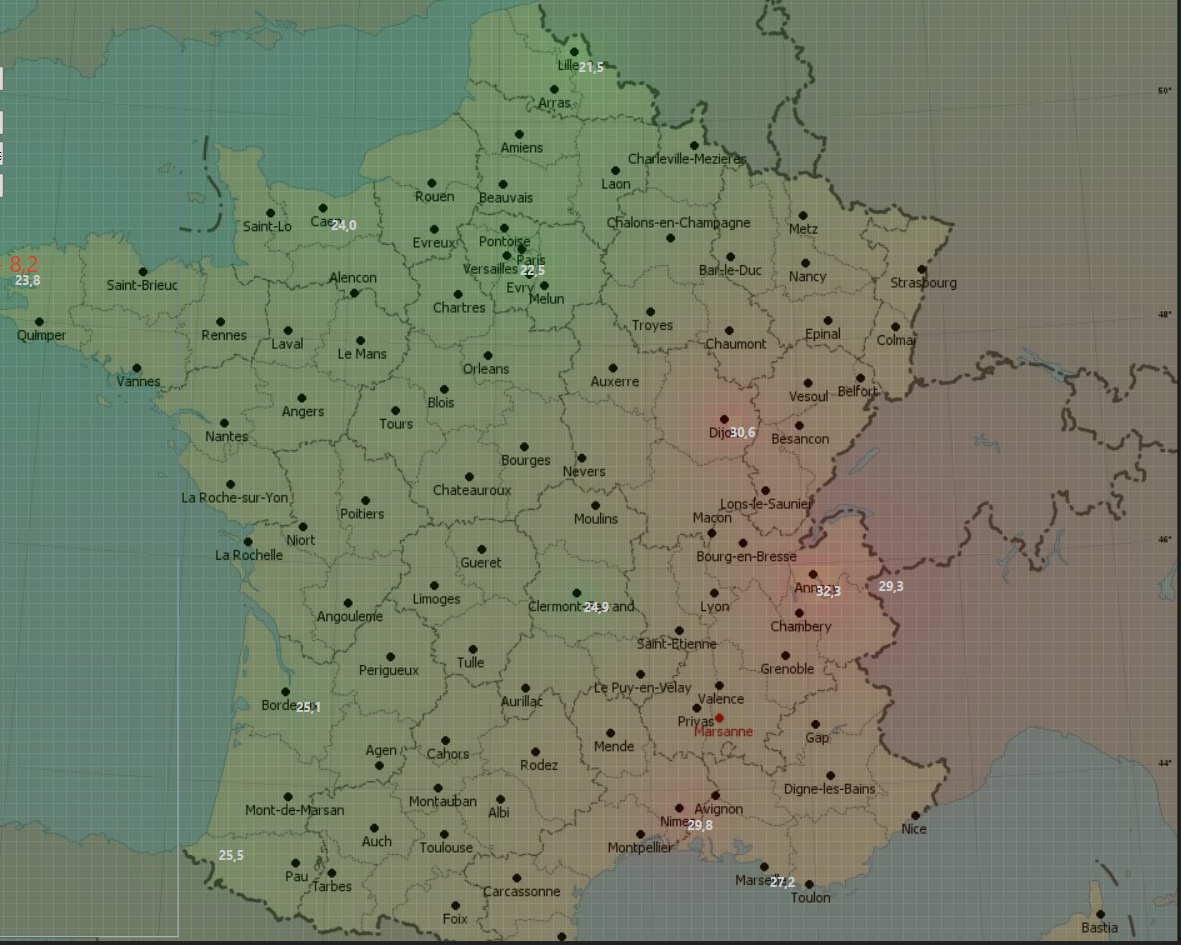 Lille 21,5
50°
Arras
Amiens
Charleville-Mezieres
Laon
Rouen
Beauvais
Saint-Lo
Caen 24,0
Chalons-en-Champagne
Metz
Evreux
Pontoise
Paris
8,2
Versailles
22,5
Bar-le-Duc
Nancy
23,8
Saint-Brieuc
Alencon
Evry
Melun
Strasbourg
Chartres
48°
Quimper
Rennes
Laval
Le Mans
Troyes
Chaumont
Epinal
Colmar
Orleans
Vannes
Auxerre
Vesoul
Belfort
Angers
Blois
Tours
Nantes
Dijon 30,6
Besancon
Bourges
Nevers
La Roche-sur-Yon
Chateauroux
Lons-le-Saunier
Poitiers
Moulins
Macon
Niort
46°
La Rochelle
Bourg-en-Bresse
Gueret
Annecy 32,3
29,3
Limoges
Clermont-Ferrand 24,9
Lyon
Angouleme
Chambery
Saint-Etienne
Perigueux
Tulle
Grenoble
Le Puy-en-Velay
Bordeaux 25,1
Aurillac
Valence
Privas
Marsanne
Agen
Cahors
Mende
Gap
Rodez
44°
Digne-les-Bains
Mont-de-Marsan
Montauban
Albi
Avignon
Nimes 29,8
Nice
Auch
Toulouse
Montpellier
25,5
Pau
Tarbes
Carcassonne
Marseille 27,2
Toulon
Foix
Bastia